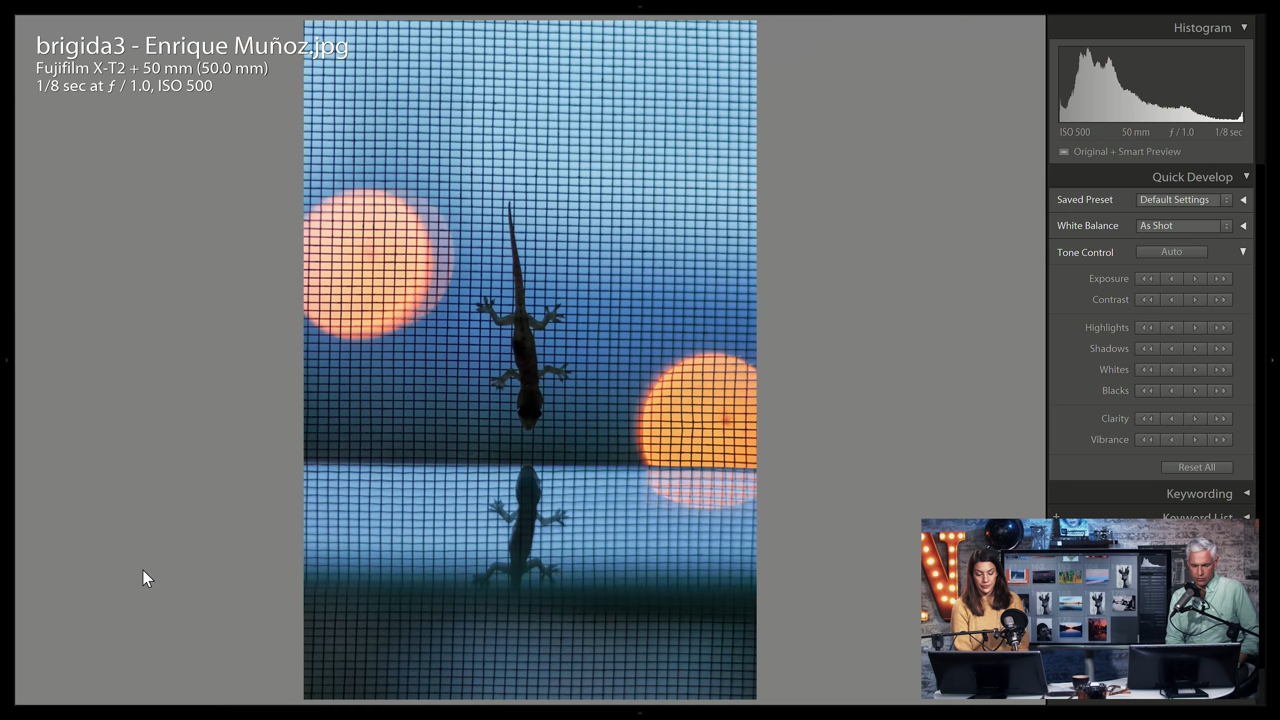 brigida3 - Enrique Muñoz.jpg
Fujifilm X-T2 + 50 mm (50.0 mm)
1/8 sec at ƒ / 1.0, ISO 500
Histogram
ISO 500 50 mm ƒ / 1.0 1/8 sec
Original + Smart Preview
Quick Develop
Saved Preset Default Settings
White Balance As Shot
Tone Control Auto
Exposure
Contrast
Highlights
Shadows
Whites
Blacks
Clarity
Vibrance
Reset All
Keywording
+ Keyword List
N